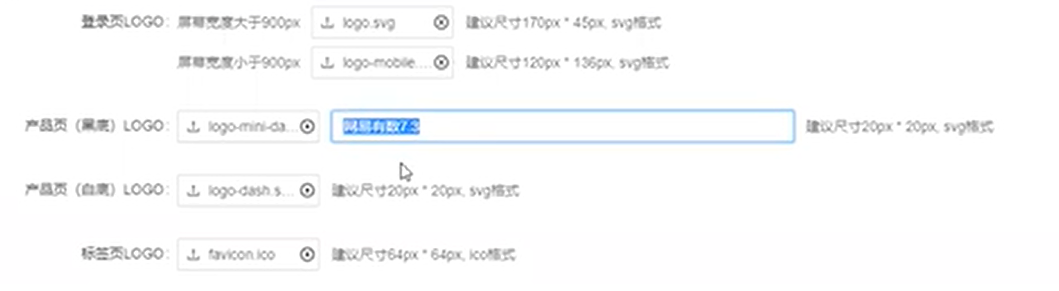 登录页LOGO: 屏幕宽度大于900px logo.svg 建议尺寸170px * 45px, svg格式
屏幕宽度小于900px logo-mobile.... 建议尺寸120px * 136px, svg格式
产品页（黑底）LOGO: logo-mini-da... 网易有数7.3 建议尺寸20px * 20px, svg格式
产品页（白底）LOGO: logo-dash.s... 建议尺寸20px * 20px, svg格式
标签页LOGO: favicon.ico 建议尺寸64px * 64px, ico格式